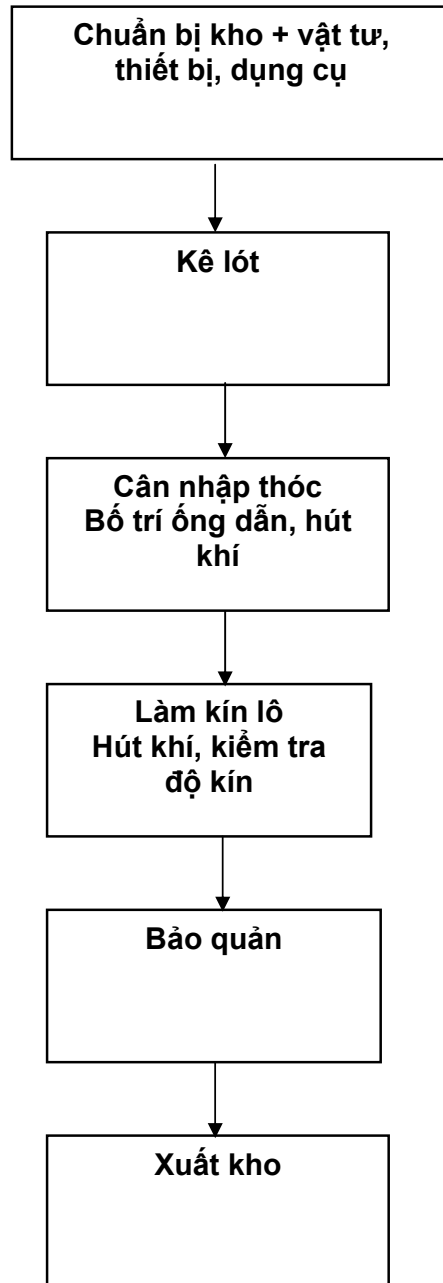 Chuẩn bị kho + vật tư,
thiết bị, dụng cụ
Kê lót
Cân nhập thóc
Bố trí ống dẫn, hút
khí
Làm kín lô
Hút khí, kiểm tra
độ kín
Bảo quản
Xuất kho